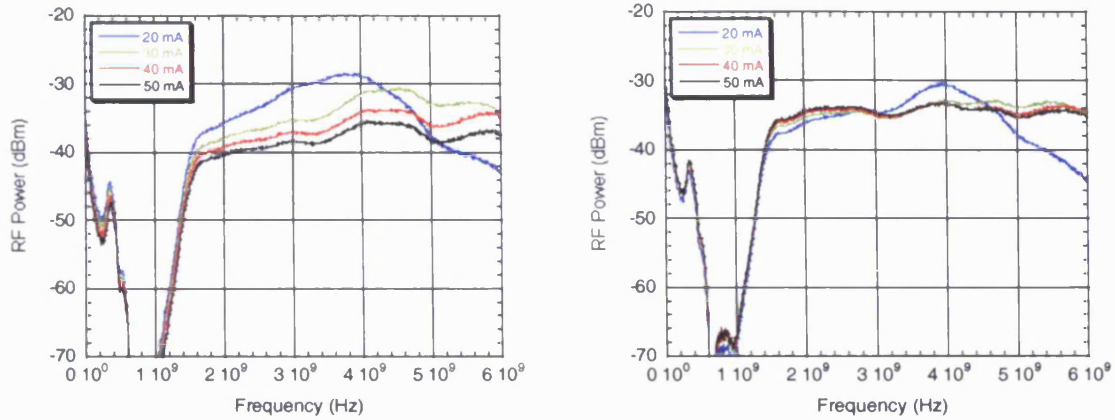 -20
-30
-40
-50
-60
-70
RF Power (dBm)
20 mA
30 mA
40 mA
50 mA
0 10⁰
1 10⁹
2 10⁹
3 10⁹
4 10⁹
5 10⁹
6 10⁹
Frequency (Hz)
-20
-30
-40
-50
-60
-70
RF Power (dBm)
20 mA
30 mA
40 mA
50 mA
0 10⁰
1 10⁹
2 10⁹
3 10⁹
4 10⁹
5 10⁹
6 10⁹
Frequency (Hz)